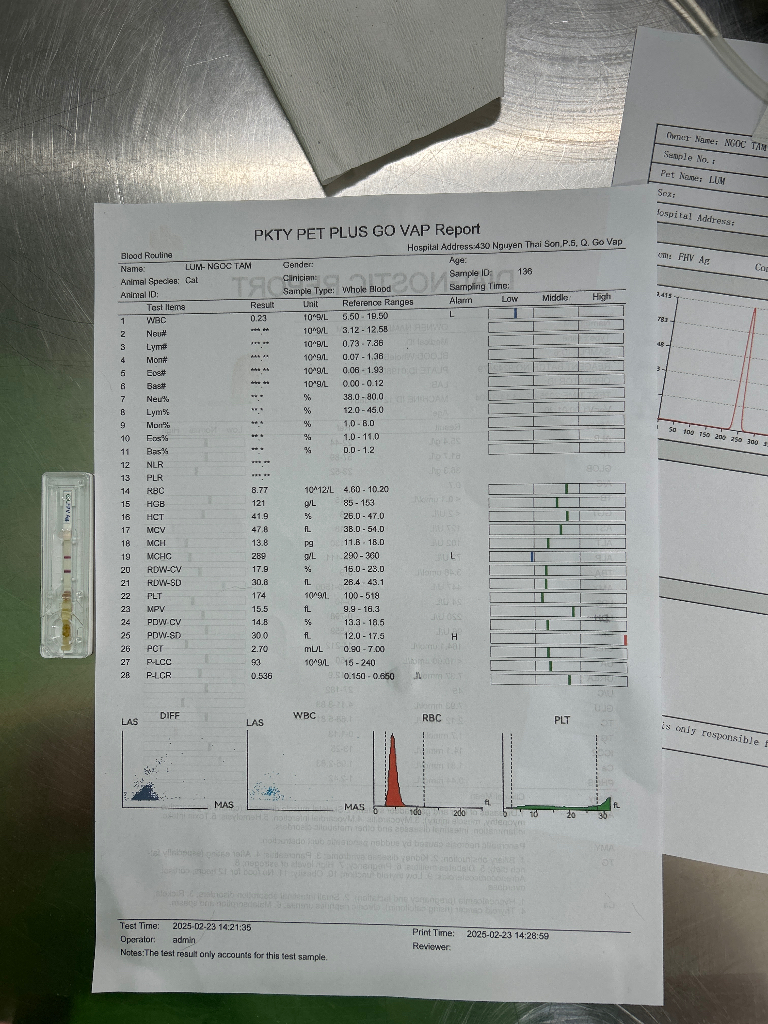 PKTY PET PLUS GO VAP Report
Blood Routine
Hospital Address:430 Nguyen Thai Son,P.5, Q. Go Vap
Name: LUM- NGOC TAM Gender: Age:
Animal Species: Cat Clinician: Sample ID: 136
Animal ID: Sample Type: Whole Blood Sampling Time:
Test Items Result Unit Reference Ranges Alarm Low Middle High
1 WBC 0.23 10^9/L 5.50 - 19.50 L
2 Neu# ***.** 10^9/L 3.12 - 12.58
3 Lym# ***.** 10^9/L 0.73 - 7.86
4 Mon# ***.** 10^9/L 0.07 - 1.36
5 Eos# ***.** 10^9/L 0.06 - 1.93
6 Bas# ***.** 10^9/L 0.00 - 0.12
7 Neu% **.* % 38.0 - 80.0
8 Lym% **.* % 12.0 - 45.0
9 Mon% **.* % 1.0 - 8.0
10 Eos% **.* % 1.0 - 11.0
11 Bas% **.* % 0.0 - 1.2
12 NLR ***.**
13 PLR ***.**
14 RBC 8.77 10^12/L 4.60 - 10.20
15 HGB 121 g/L 85 - 153
16 HCT 41.9 % 26.0 - 47.0
17 MCV 47.8 fL 38.0 - 54.0
18 MCH 13.8 pg 11.8 - 18.0
19 MCHC 289 g/L 290 - 360 L
20 RDW-CV 17.9 % 16.0 - 23.0
21 RDW-SD 30.8 fL 26.4 - 43.1
22 PLT 174 10^9/L 100 - 518
23 MPV 15.5 fL 9.9 - 16.3
24 PDW-CV 14.8 % 13.3 - 18.5
25 PDW-SD 30.0 fL 12.0 - 17.5 H
26 PCT 2.70 mL/L 0.90 - 7.00
27 P-LCC 93 10^9/L 15 - 240
28 P-LCR 0.536 0.150 - 0.650
DIFF WBC RBC PLT
LAS LAS
MAS MAS 0 100 200 fL 10 20 30 fL
Test Time: 2025-02-23 14:21:35 Print Time: 2025-02-23 14:28:59
Operator: admin Reviewer:
Notes:The test result only accounts for this test sample.
Owner Name: NGOC TAM
Sample No.:
Pet Name: LUM
Sex:
Hospital Address:
FHV Ag
50 100 150 200 250 300
is only responsible f